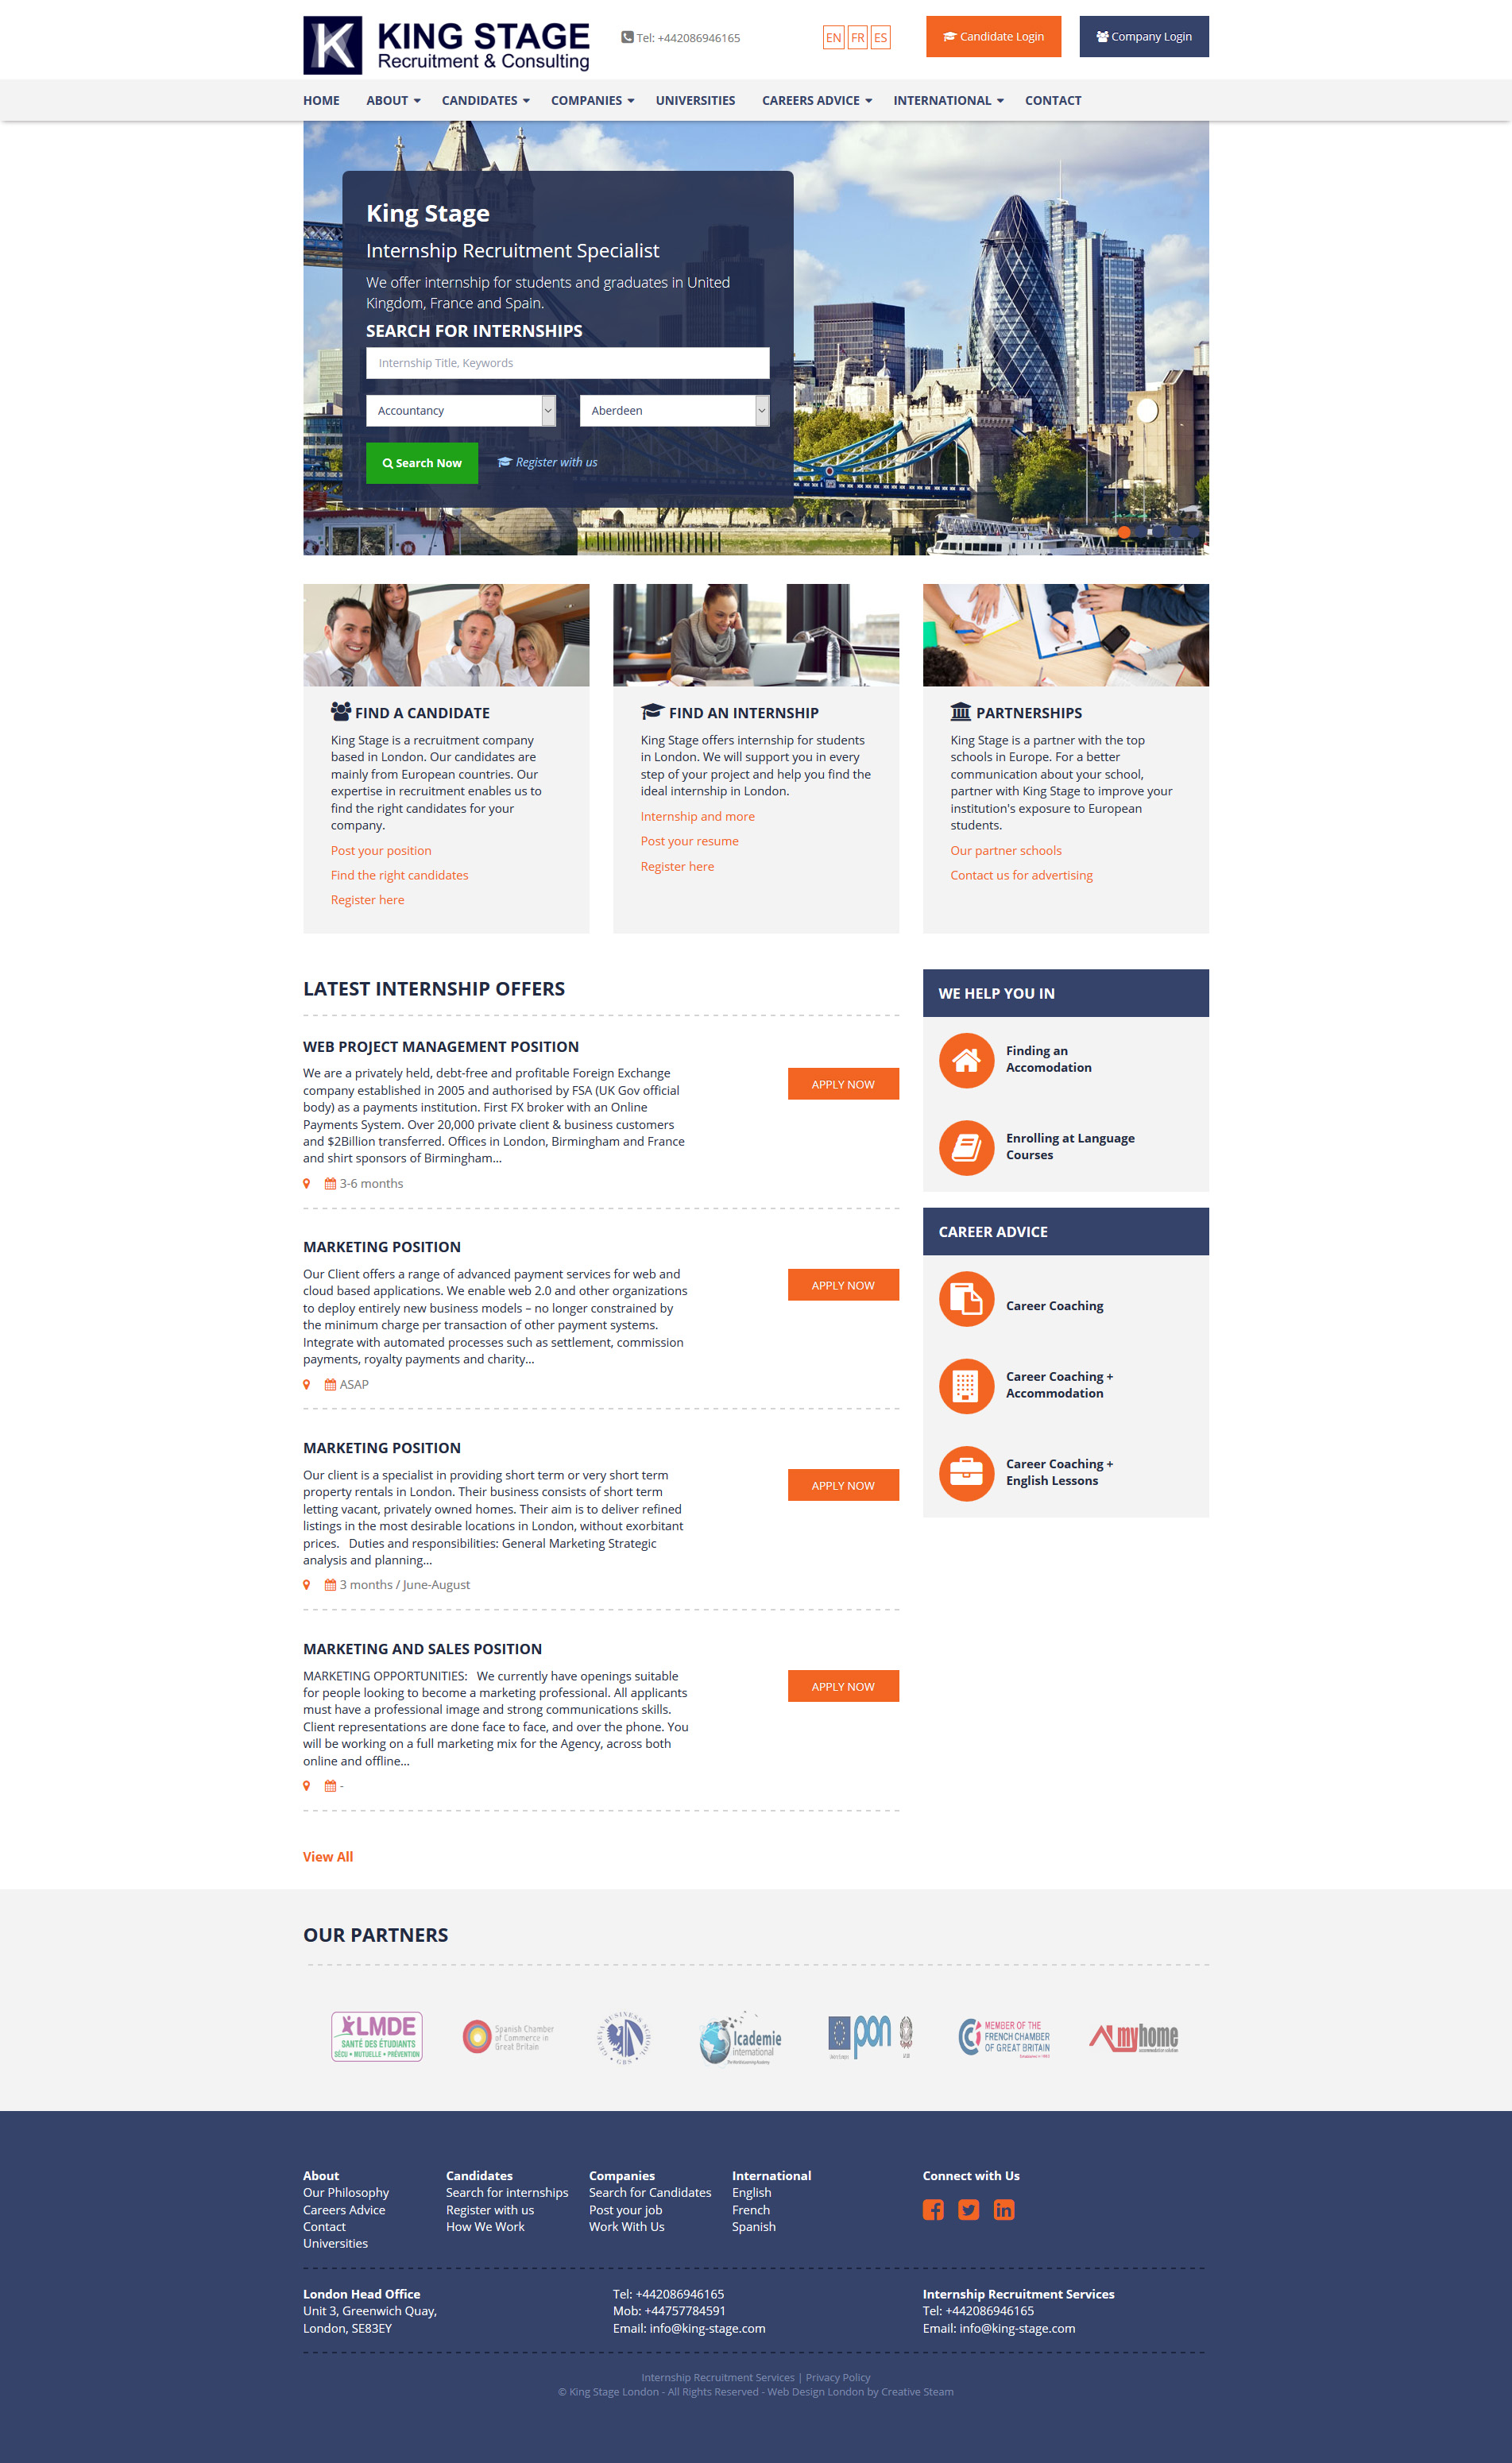 KING STAGE
Recruitment & Consulting
Tel: +442086946165
EN FR ES
Candidate Login
Company Login
HOME ABOUT CANDIDATES COMPANIES UNIVERSITIES CAREERS ADVICE INTERNATIONAL CONTACT
King Stage
Internship Recruitment Specialist
We offer internship for students and graduates in United
Kingdom, France and Spain.
SEARCH FOR INTERNSHIPS
Internship Title, Keywords
Accountancy
Aberdeen
Search Now
Register with us
FIND A CANDIDATE
King Stage is a recruitment company
based in London. Our candidates are
mainly from European countries. Our
expertise in recruitment enables us to
find the right candidates for your
company.
Post your position
Find the right candidates
Register here
FIND AN INTERNSHIP
King Stage offers internship for students
in London. We will support you in every
step of your project and help you find the
ideal internship in London.
Internship and more
Post your resume
Register here
PARTNERSHIPS
King Stage is a partner with the top
schools in Europe. For a better
communication about your school,
partner with King Stage to improve your
institution's exposure to European
students.
Our partner schools
Contact us for advertising
LATEST INTERNSHIP OFFERS
WEB PROJECT MANAGEMENT POSITION
We are a privately held, debt-free and profitable Foreign Exchange
company established in 2005 and authorised by FSA (UK Gov official
body) as a payments institution. First FX broker with an Online
Payments System. Over 20,000 private client & business customers
and $2Billion transferred. Offices in London, Birmingham and France
and shirt sponsors of Birmingham...
3-6 months
APPLY NOW
MARKETING POSITION
Our Client offers a range of advanced payment services for web and
cloud based applications. We enable web 2.0 and other organizations
to deploy entirely new business models – no longer constrained by
the minimum charge per transaction of other payment systems.
Integrate with automated processes such as settlement, commission
payments, royalty payments and charity...
ASAP
APPLY NOW
MARKETING POSITION
Our client is a specialist in providing short term or very short term
property rentals in London. Their business consists of short term
letting vacant, privately owned homes. Their aim is to deliver refined
listings in the most desirable locations in London, without exorbitant
prices.   Duties and responsibilities: General Marketing Strategic
analysis and planning...
3 months / June-August
APPLY NOW
MARKETING AND SALES POSITION
MARKETING OPPORTUNITIES:   We currently have openings suitable
for people looking to become a marketing professional. All applicants
must have a professional image and strong communications skills.
Client representations are done face to face, and over the phone. You
will be working on a full marketing mix for the Agency, across both
online and offline...
-
APPLY NOW
View All
WE HELP YOU IN
Finding an
Accomodation
Enrolling at Language
Courses
CAREER ADVICE
Career Coaching
Career Coaching +
Accommodation
Career Coaching +
English Lessons
OUR PARTNERS
LMDE
SANTÉ DES ÉTUDIANTS
SÉCU • MUTUELLE • PRÉVENTION
Spanish Chamber
of Commerce in
Great Britain
GENEVA BUSINESS SCHOOL
GBS
Icademie
international
pon
MEMBER OF THE
FRENCH CHAMBER
OF GREAT BRITAIN
myhome
About
Our Philosophy
Careers Advice
Contact
Universities
Candidates
Search for internships
Register with us
How We Work
Companies
Search for Candidates
Post your job
Work With Us
International
English
French
Spanish
Connect with Us
London Head Office
Unit 3, Greenwich Quay,
London, SE83EY
Tel: +442086946165
Mob: +44757784591
Email: info@king-stage.com
Internship Recruitment Services
Tel: +442086946165
Email: info@king-stage.com
Internship Recruitment Services | Privacy Policy
© King Stage London - All Rights Reserved - Web Design London by Creative Steam